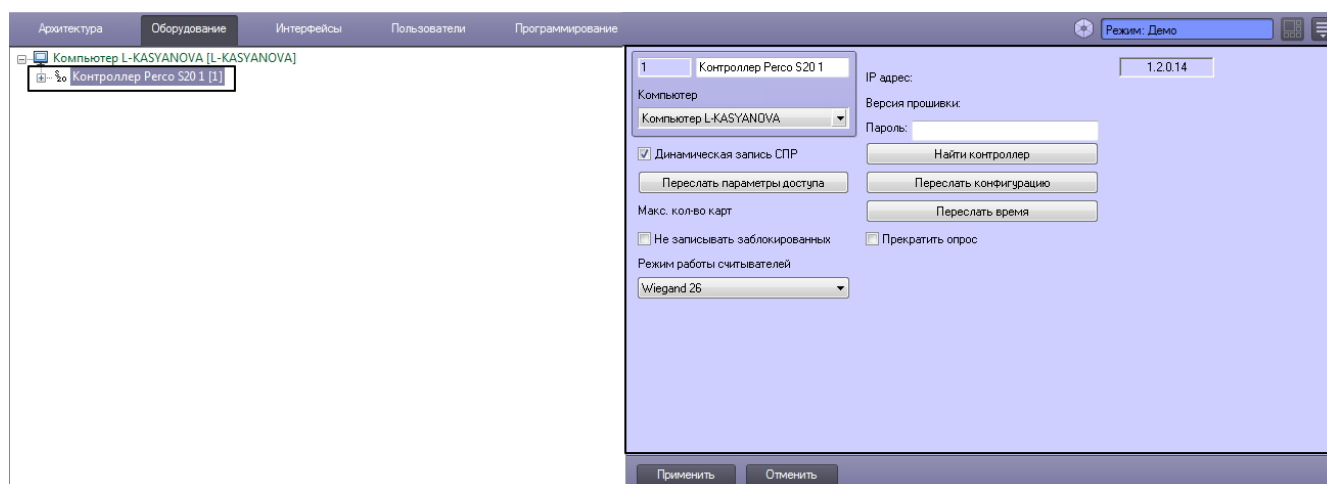 Архитектура Оборудование Интерфейсы Пользователи Программирование Режим: Демо
Компьютер L-KASYANOVA [L-KASYANOVA]
Контроллер Perco S20 1 [1]
1 Контроллер Perco S20 1
Компьютер
Компьютер L-KASYANOVA
Динамическая запись СПР
Переслать параметры доступа
Макс. кол-во карт
Не записывать заблокированных
Режим работы считывателей
Wiegand 26
1.2.0.14
IP адрес:
Версия прошивки:
Пароль:
Найти контроллер
Переслать конфигурацию
Переслать время
Прекратить опрос
Применить Отменить